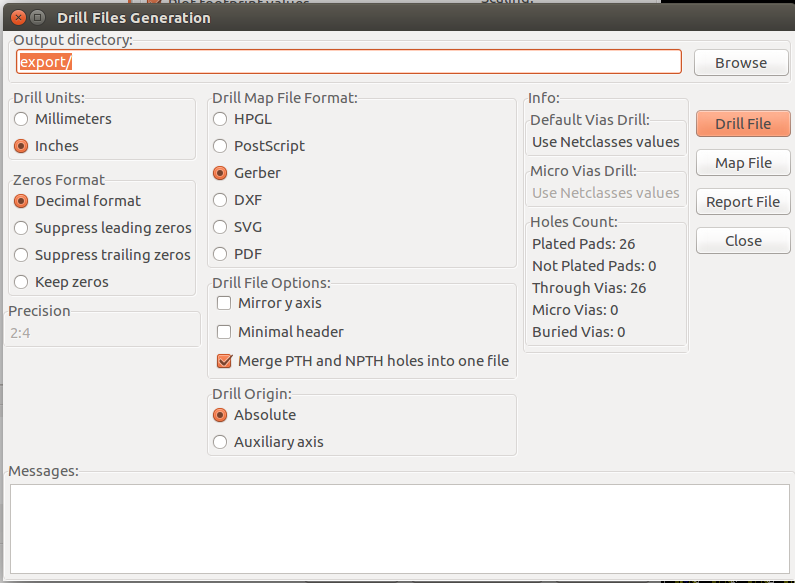 Drill Files Generation
Output directory:
export/
Browse
Drill Units:
Millimeters
Inches
Zeros Format
Decimal format
Suppress leading zeros
Suppress trailing zeros
Keep zeros
Precision
2:4
Drill Map File Format:
HPGL
PostScript
Gerber
DXF
SVG
PDF
Drill File Options:
Mirror y axis
Minimal header
Merge PTH and NPTH holes into one file
Drill Origin:
Absolute
Auxiliary axis
Info:
Default Vias Drill:
Use Netclasses values
Micro Vias Drill:
Use Netclasses values
Holes Count:
Plated Pads: 26
Not Plated Pads: 0
Through Vias: 26
Micro Vias: 0
Buried Vias: 0
Drill File
Map File
Report File
Close
Messages: